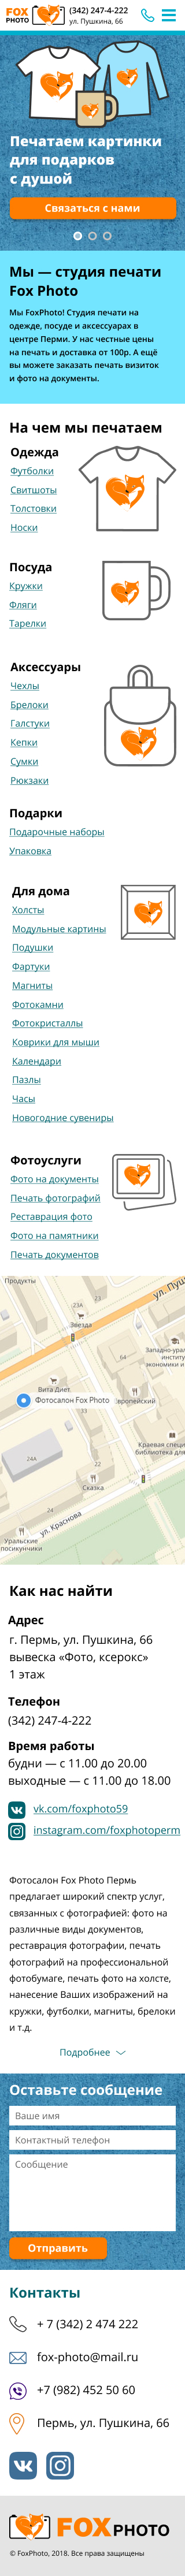 FOX PHOTO
(342) 247-4-222
ул. Пушкина, 66
Печатаем картинки
для подарков
с душой
Связаться с нами
Мы — студия печати
Fox Photo
Мы FoxPhoto! Студия печати на
одежде, посуде и аксессуарах в
центре Перми. У нас честные цены
на печать и доставка от 100р. А ещё
вы можете заказать печать визиток
и фото на документы.
На чем мы печатаем
Одежда
Футболки
Свитшоты
Толстовки
Носки
Посуда
Кружки
Фляги
Тарелки
Аксессуары
Чехлы
Брелоки
Галстуки
Кепки
Сумки
Рюкзаки
Подарки
Подарочные наборы
Упаковка
Для дома
Холсты
Модульные картины
Подушки
Фартуки
Магниты
Фотокамни
Фотокристаллы
Коврики для мыши
Календари
Пазлы
Часы
Новогодние сувениры
Фотоуслуги
Фото на документы
Печать фотографий
Реставрация фото
Фото на памятники
Печать документов
Продукты
ул. Пуш
23
23А
Звезда
Западно-урал
институ
экономики и
64
Вита Диет
Фотосалон Fox Photo
Европейский
33
Краевая специ
библиотека для
24А
22
Сказка
24
ул. Краснова
Уральские
посикунчики
Как нас найти
Адрес
г. Пермь, ул. Пушкина, 66
вывеска «Фото, ксерокс»
1 этаж
Телефон
(342) 247-4-222
Время работы
будни — с 11.00 до 20.00
выходные — с 11.00 до 18.00
vk.com/foxphoto59
instagram.com/foxphotoperm
Фотосалон Fox Photo Пермь
предлагает широкий спектр услуг,
связанных с фотографией: фото на
различные виды документов,
реставрация фотографии, печать
фотографий на профессиональной
фотобумаге, печать фото на холсте,
нанесение Ваших изображений на
кружки, футболки, магниты, брелоки
и т.д.
Подробнее
Оставьте сообщение
Ваше имя
Контактный телефон
Сообщение
Отправить
Контакты
+ 7 (342) 2 474 222
fox-photo@mail.ru
+7 (982) 452 50 60
Пермь, ул. Пушкина, 66
FOX PHOTO
© FoxPhoto, 2018. Все права защищены